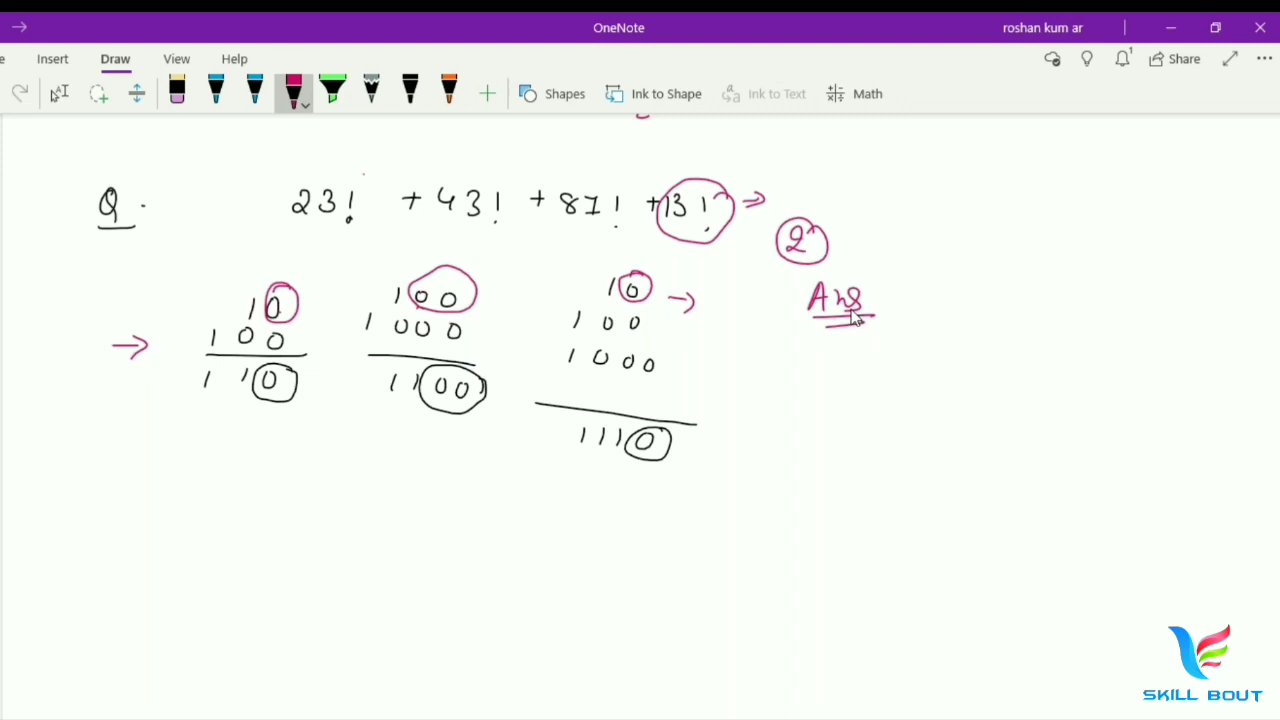 OneNote
roshan kum ar
Insert Draw View Help
1
Share
Shapes Ink to Shape Ink to Text Math
Q. 23! + 43! + 87! + 13! ⇒
2
Ans
10 100 10 →
100 1000 100
→ 1000
110 1100
1110
SKILL BOUT